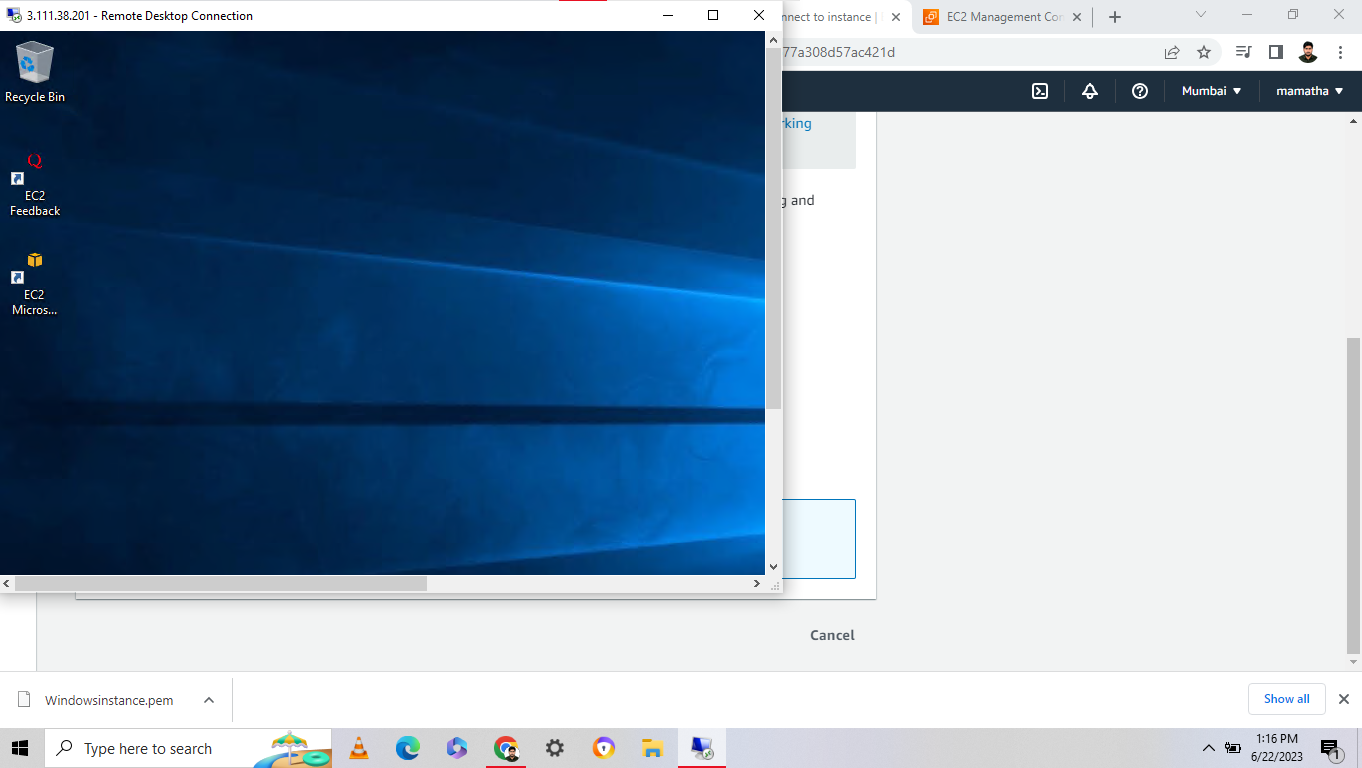 3.111.38.201 - Remote Desktop Connection
nnect to instance |
EC2 Management Con
77a308d57ac421d
Mumbai
mamatha
Recycle Bin
EC2
Feedback
EC2
Micros...
rking
g and
Cancel
Windowsinstance.pem
Show all
Type here to search
1:16 PM
6/22/2023
1